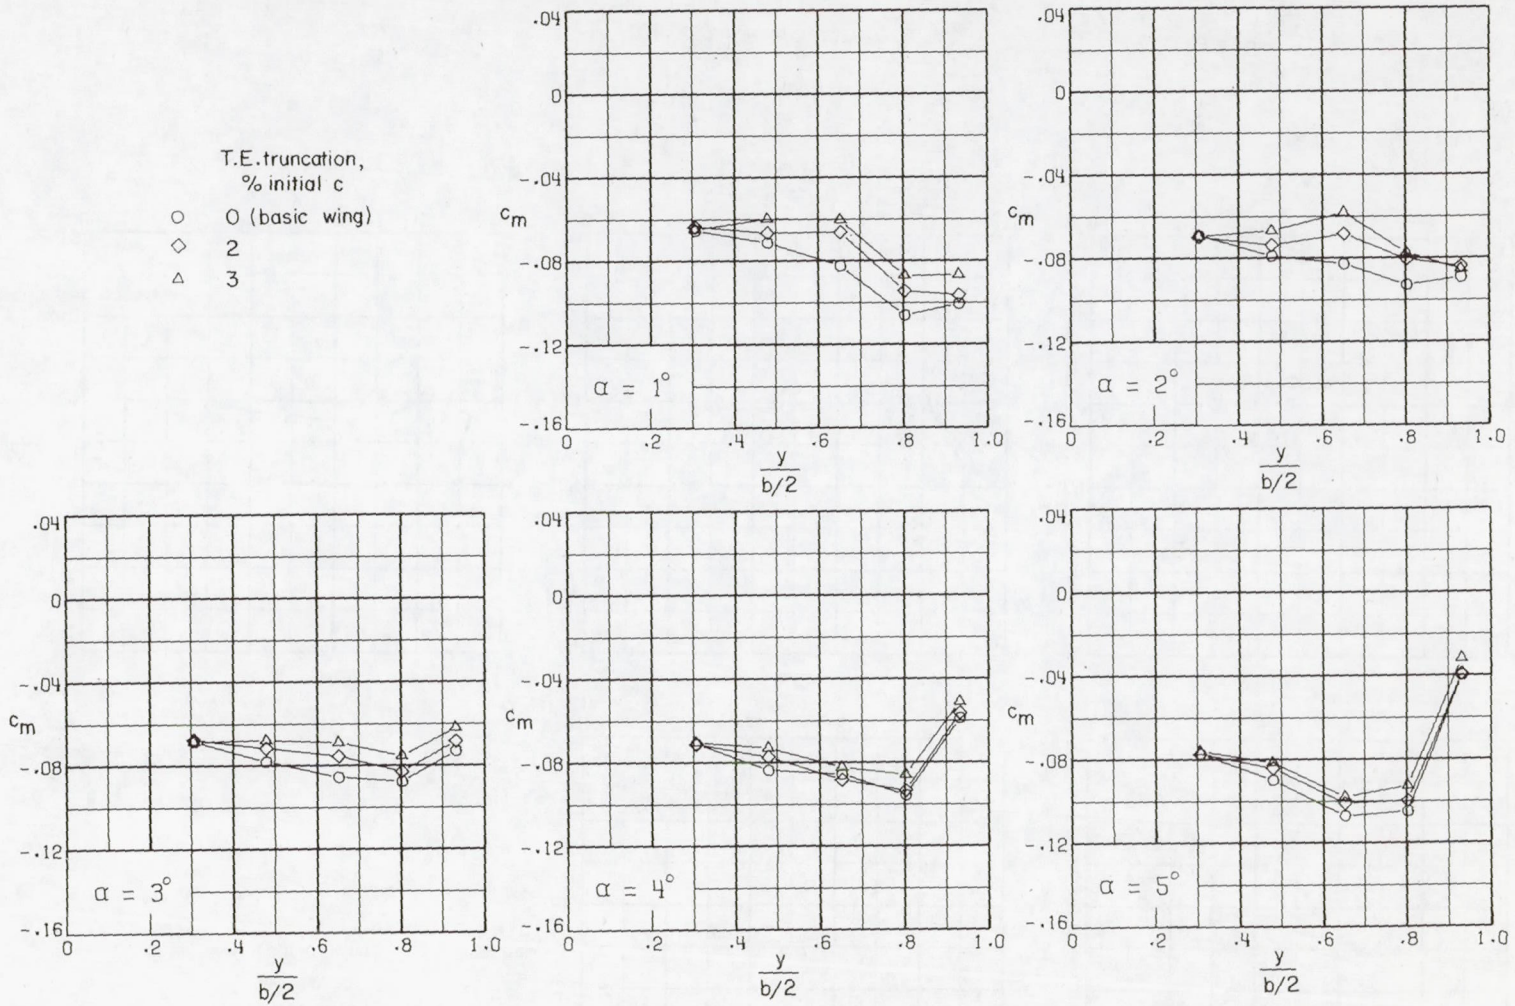 T.E. truncation,
% initial c
0 (basic wing)
2
3
.04
0
-.04
cm
-.08
-.12
-.16
α = 1°
0 .2 .4 .6 .8 1.0
y
b/2
.04
0
-.04
cm
-.08
-.12
-.16
α = 2°
0 .2 .4 .6 .8 1.0
y
b/2
.04
0
-.04
cm
-.08
-.12
-.16
α = 3°
0 .2 .4 .6 .8 1.0
y
b/2
.04
0
-.04
cm
-.08
-.12
-.16
α = 4°
0 .2 .4 .6 .8 1.0
y
b/2
.04
0
-.04
cm
-.08
-.12
-.16
α = 5°
0 .2 .4 .6 .8 1.0
y
b/2